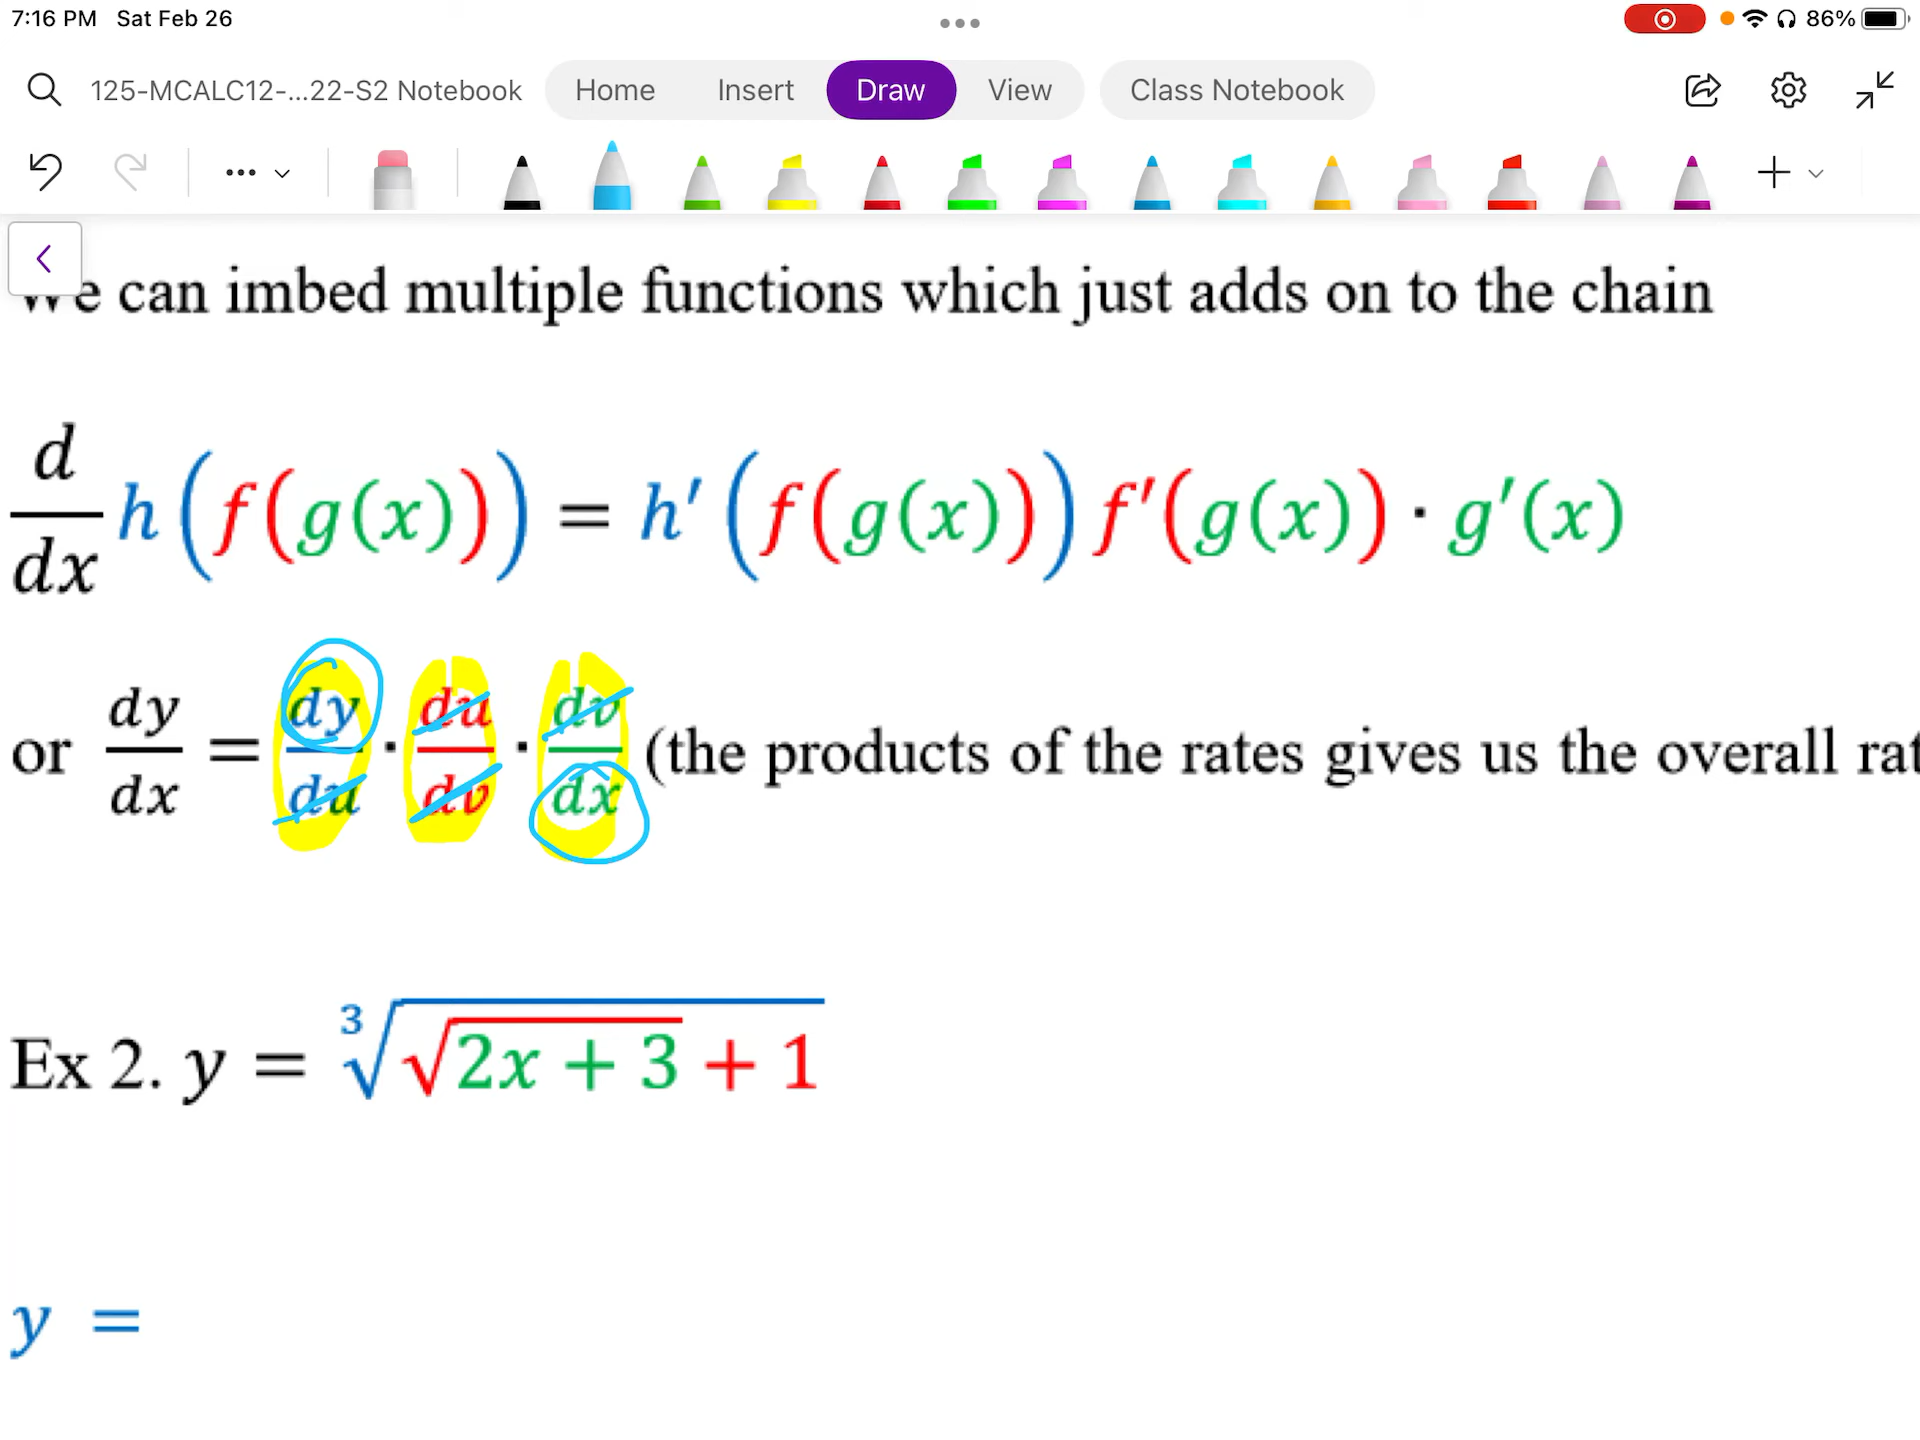 7:16 PM Sat Feb 26
86%
125-MCALC12-...22-S2 Notebook Home Insert Draw View Class Notebook
We can imbed multiple functions which just adds on to the chain
d/dx h(f(g(x))) = h′(f(g(x))) f′(g(x)) · g′(x)
or dy/dx = dy/du · du/dv · dv/dx (the products of the rates gives us the overall rat
Ex 2. y = ∛(√(2x + 3) + 1)
y =